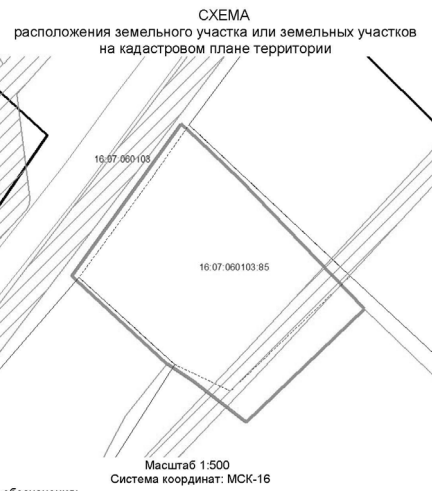 СХЕМА
расположения земельного участка или земельных участков
на кадастровом плане территории
16:07:060103
16:07:060103:85
Масштаб 1:500
Система координат: МСК-16